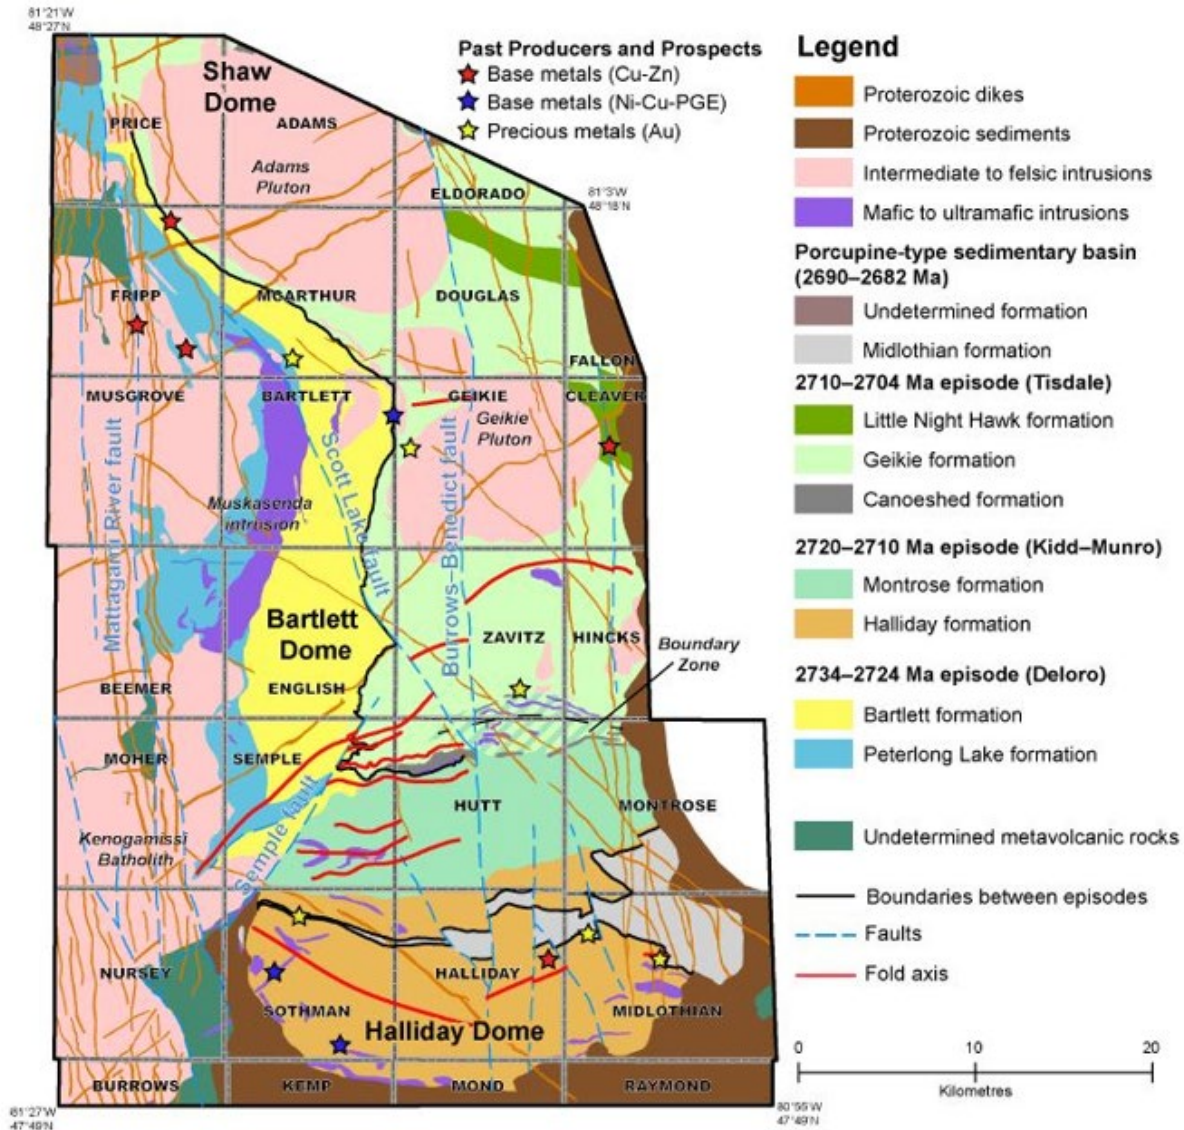 81°21'W
48°27'N
Past Producers and Prospects
Base metals (Cu-Zn)
Base metals (Ni-Cu-PGE)
Precious metals (Au)
Shaw
Dome
PRICE
ADAMS
Adams
Pluton
ELDORADO
81°3'W
48°18'N
FRIPP
MCARTHUR
DOUGLAS
FALLON
MUSGROVE
BARTLETT
GEIKIE
CLEAVER
Geikie
Pluton
Mattagami River fault
Scott Lake fault
Burrows–Benedict fault
Muskasenda
intrusion
Bartlett
Dome
ZAVITZ
HINCKS
Boundary
Zone
BEEMER
ENGLISH
MOHER
SEMPLE
HUTT
MONTROSE
Kenogamissi
Batholith
Semple fault
NURSEY
HALLIDAY
SOTHMAN
MIDLOTHIAN
Halliday Dome
BURROWS
KEMP
MOND
RAYMOND
81°27'W
47°49'N
80°55'W
47°49'N
Legend
Proterozoic dikes
Proterozoic sediments
Intermediate to felsic intrusions
Mafic to ultramafic intrusions
Porcupine-type sedimentary basin
(2690–2682 Ma)
Undetermined formation
Midlothian formation
2710–2704 Ma episode (Tisdale)
Little Night Hawk formation
Geikie formation
Canoeshed formation
2720–2710 Ma episode (Kidd–Munro)
Montrose formation
Halliday formation
2734–2724 Ma episode (Deloro)
Bartlett formation
Peterlong Lake formation
Undetermined metavolcanic rocks
Boundaries between episodes
Faults
Fold axis
0 10 20
Kilometres